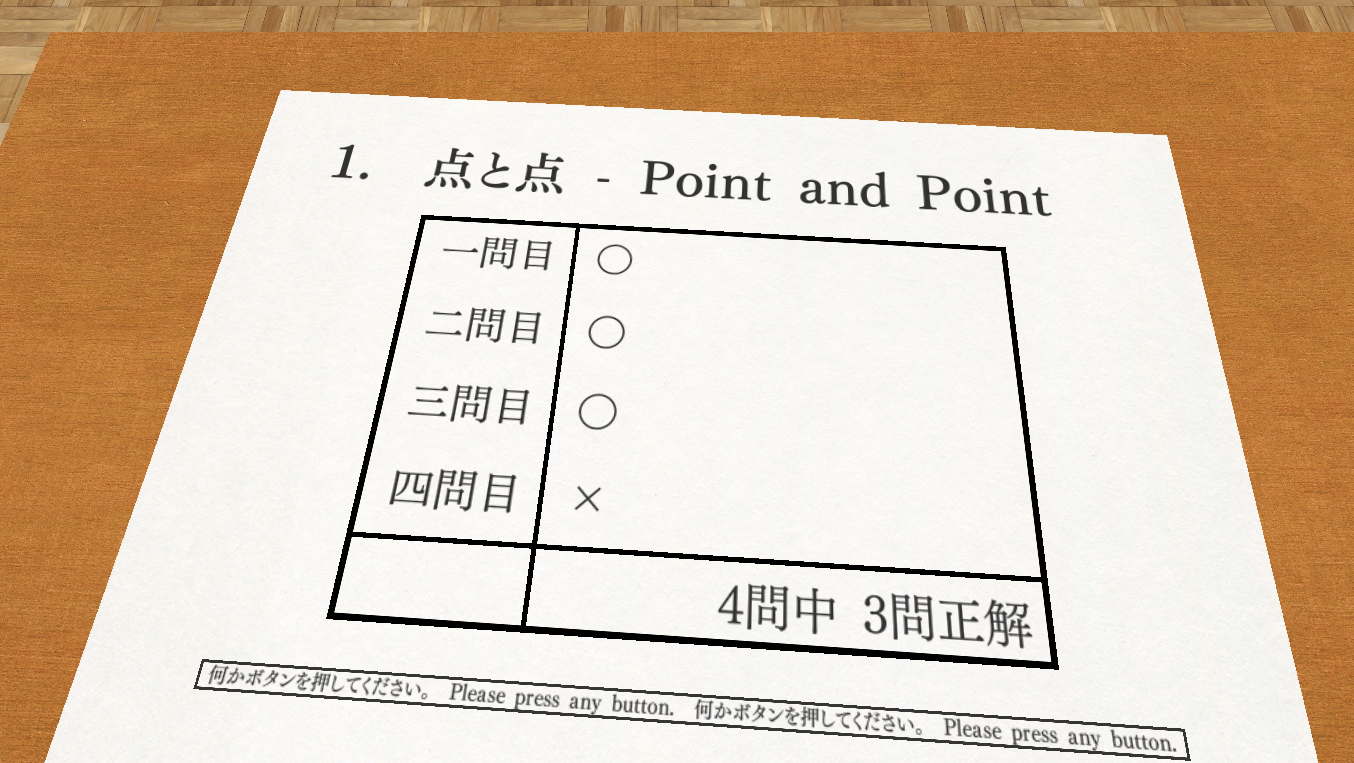 1. 点と点 - Point and Point
一問目 ○
二問目 ○
三問目 ○
四問目 ×
4問中 3問正解
何かボタンを押してください。 Please press any button. 何かボタンを押してください。 Please press any button.